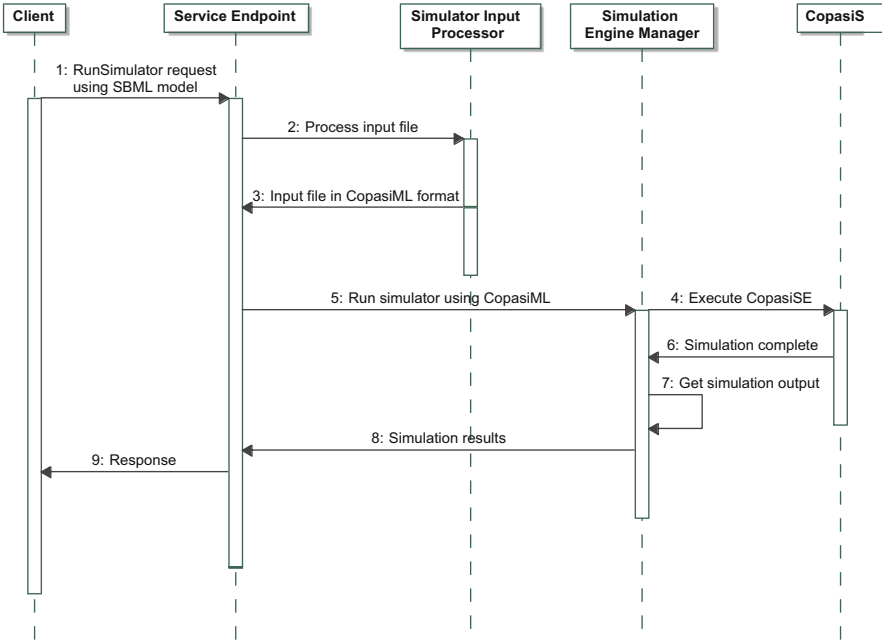 Client
Service Endpoint
Simulator Input
Processor
Simulation
Engine Manager
CopasiS
1: RunSimulator request
using SBML model
2: Process input file
3: Input file in CopasiML format
5: Run simulator using CopasiML
4: Execute CopasiSE
6: Simulation complete
7: Get simulation output
8: Simulation results
9: Response